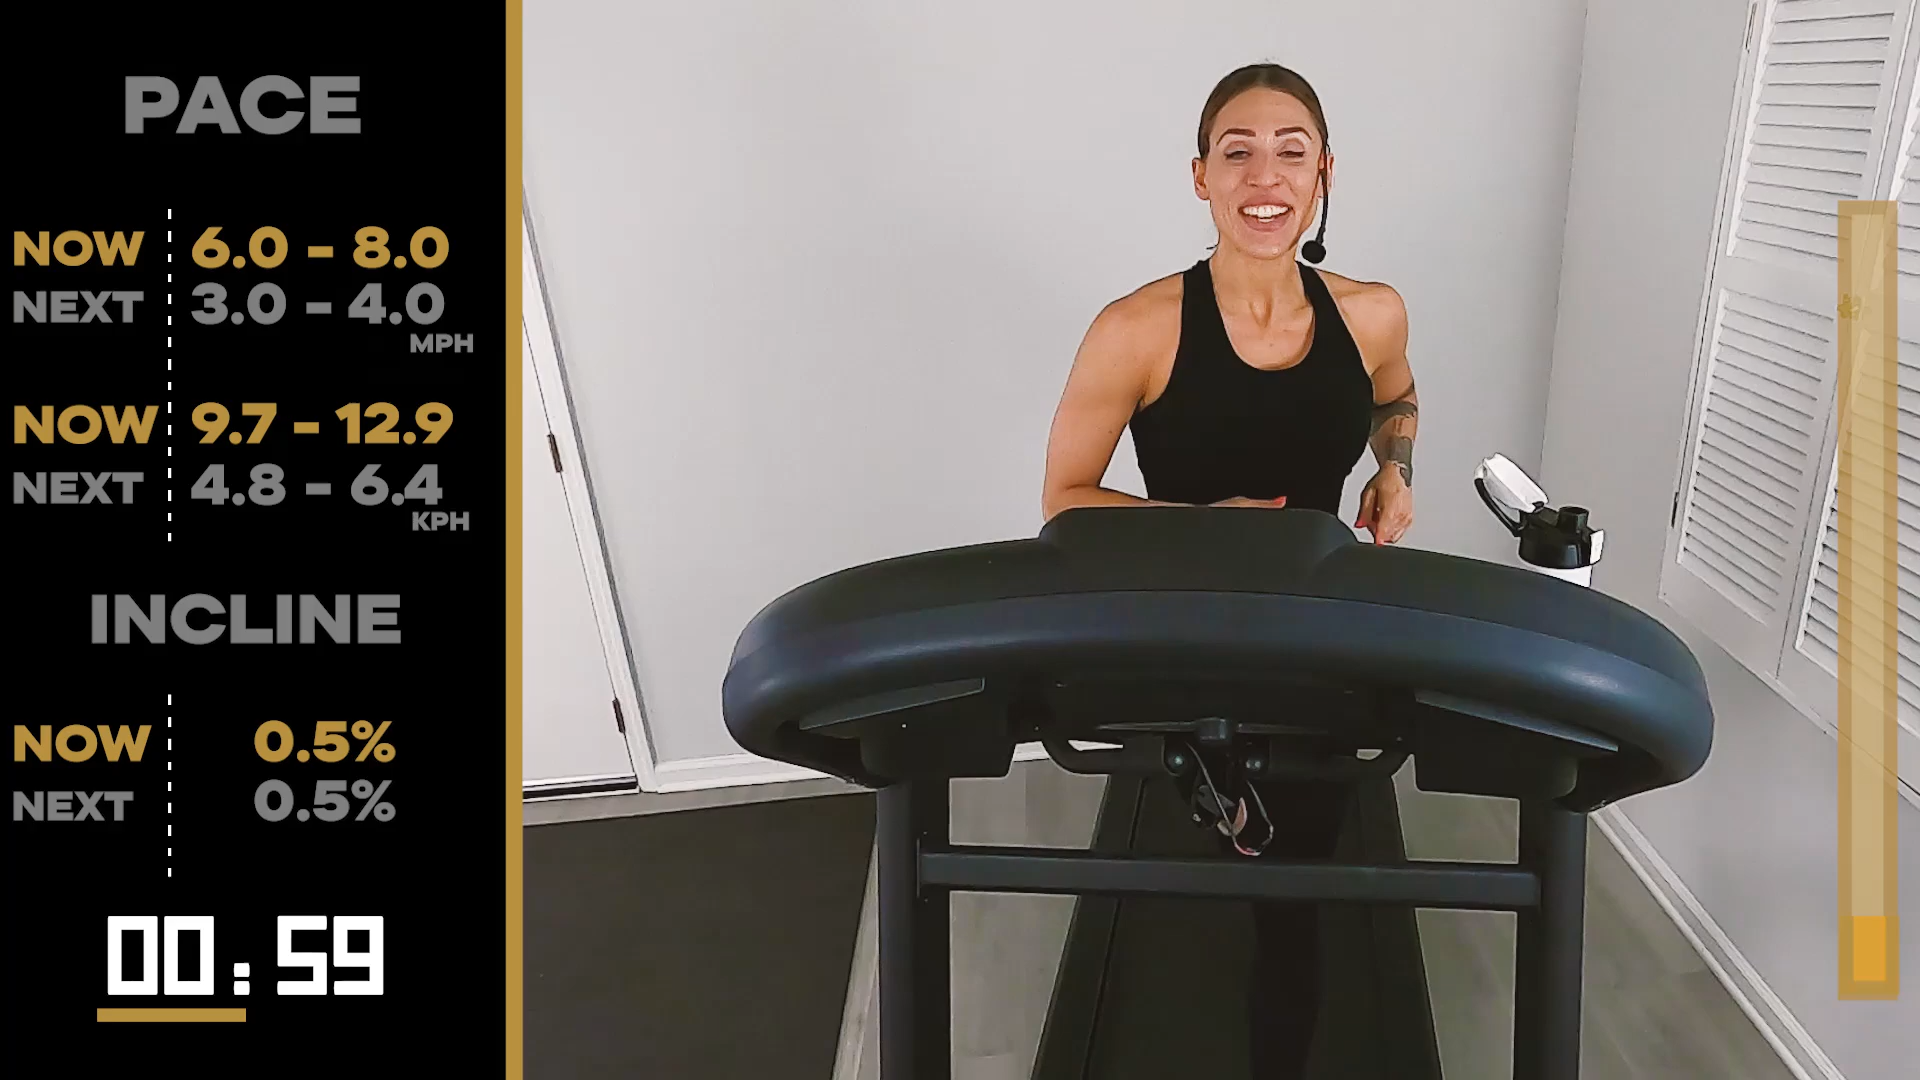 PACE
NOW 6.0 - 8.0
NEXT 3.0 - 4.0
MPH
NOW 9.7 - 12.9
NEXT 4.8 - 6.4
KPH
INCLINE
NOW 0.5%
NEXT 0.5%
00:59